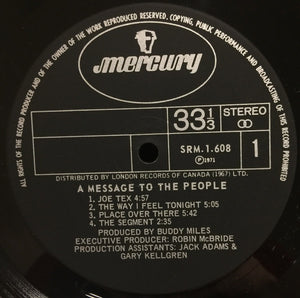 ALL RIGHTS OF THE RECORD PRODUCER AND OF THE OWNER OF THE WORK REPRODUCED RESERVED. COPYING, PUBLIC PERFORMANCE AND BROADCASTING OF THIS RECORD PROHIBITED
mercury
33 1/3
STEREO
SRM.1.608
Ⓟ1971
1
DISTRIBUTED BY LONDON RECORDS OF CANADA (1967) LTD.
A MESSAGE TO THE PEOPLE
1. JOE TEX 4:57
2. THE WAY I FEEL TONIGHT 5:05
3. PLACE OVER THERE 5:42
4. THE SEGMENT 2:35
PRODUCED BY BUDDY MILES
EXECUTIVE PRODUCER: ROBIN McBRIDE
PRODUCTION ASSISTANTS: JACK ADAMS &
GARY KELLGREN